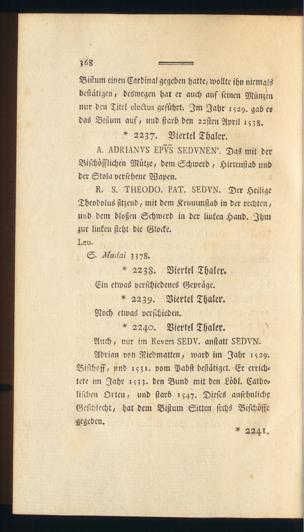 368
Bistum einen Cardinal gegeben hatte, wollte ihn niemals
bestätigen, deswegen hat er auch auf seinen Münzen
nur den Titel electus geführt. Im Jahr 1529. gab es
das Bistum auf, und starb den 22sten April 1538.
* 2237. Viertel Thaler.
A. ADRIANVS EPVS SEDVNEN'. Das mit der
Bischöfflichen Mütze, dem Schwerd, Hirtenstab und
der Stola versehene Wapen.
R. S. THEODO. PAT. SEDVN. Der Heilige
Theodolus sitzend, mit dem Krummstab in der rechten,
und dem bloßen Schwerd in der linken Hand. Ihm
zur linken steht die Glocke.
Leu.
S. Madai 3378.
* 2238. Viertel Thaler.
Ein etwas verschiedenes Gepräge.
* 2239. Viertel Thaler.
Noch etwas verschieden.
* 2240. Viertel Thaler.
Auch, nur im Revers SEDV. anstatt SEDVN.
Adrian von Riedmatten, ward im Jahr 1529.
Bischoff, und 1531. vom Pabst bestätiget. Er errich-
tete im Jahr 1533. den Bund mit den Löbl. Catho-
lischen Orten, und starb 1547. Dieses ansehnliche
Geschlecht, hat dem Bistum Sitten sechs Bischöffe
gegeben.
* 2241.